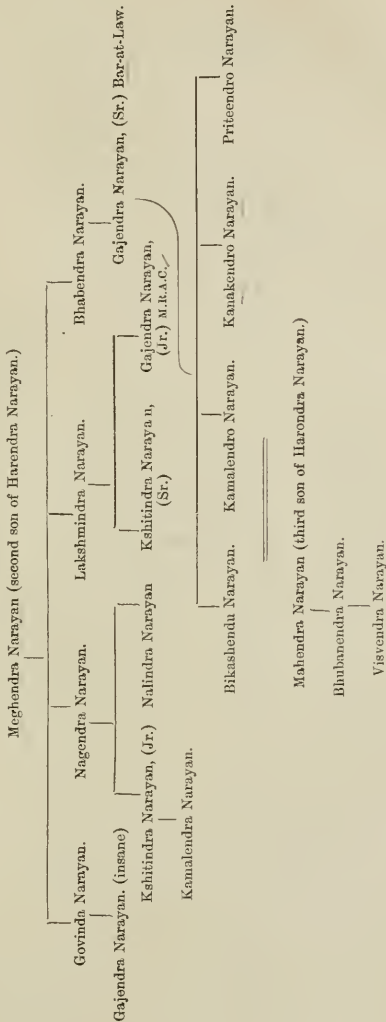 Meghendra Narayan (second son of Harendra Narayan.)
Govinda Narayan. Nagendra Narayan. Lakshmindra Narayan. Bhabendra Narayan.
Gajendra Narayan. (insane) Kshitindra Narayan, (Jr.) Nalindra Narayan Kshitindra Narayan, (Sr.) Gajendra Narayan, (Jr.) M.R.A.C. Gajendra Narayan, (Sr.) Bar-at-Law.
Kamalendra Narayan.
Bikashendu Narayan. Kamalendro Narayan. Kanakendro Narayan. Priteendro Narayan.
Mahendra Narayan (third son of Harondra Narayan.)
Bhubanendra Narayan.
Visvendra Narayan.